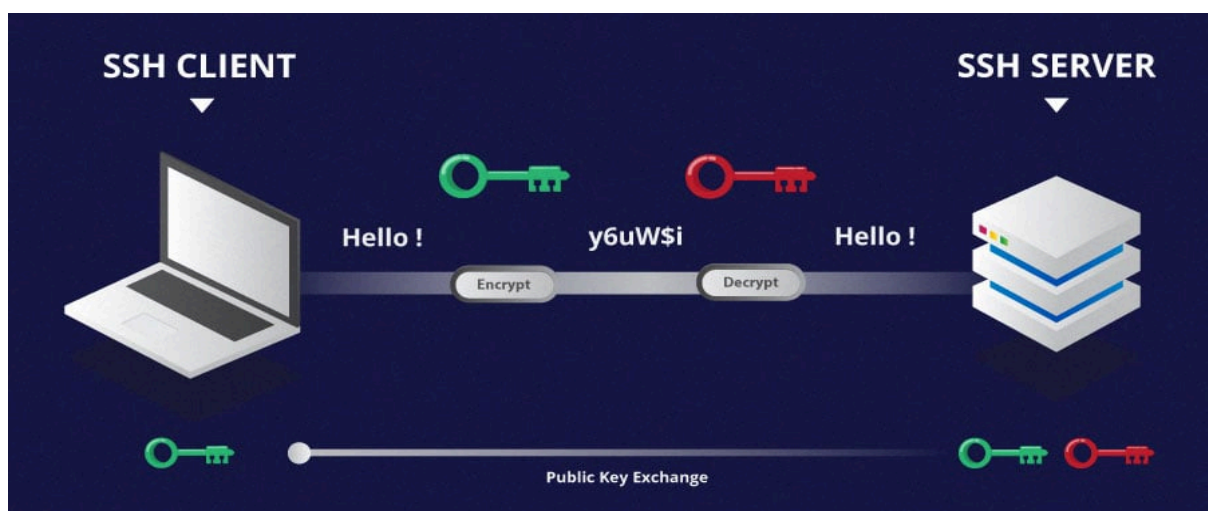 SSH CLIENT
SSH SERVER
Hello !
y6uW$i
Hello !
Encrypt
Decrypt
Public Key Exchange